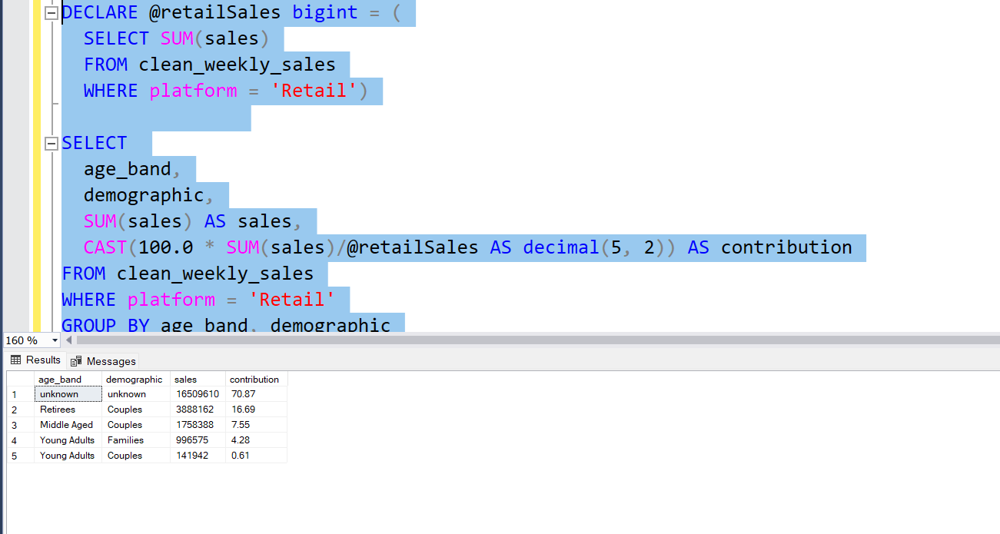 DECLARE @retailSales bigint = (
SELECT SUM(sales)
FROM clean_weekly_sales
WHERE platform = 'Retail')
SELECT
age_band,
demographic,
SUM(sales) AS sales,
CAST(100.0 * SUM(sales)/@retailSales AS decimal(5, 2)) AS contribution
FROM clean_weekly_sales
WHERE platform = 'Retail'
GROUP BY age_band, demographic
160 %
Results Messages
age_band demographic sales contribution
1 unknown unknown 16509610 70.87
2 Retirees Couples 3888162 16.69
3 Middle Aged Couples 1758388 7.55
4 Young Adults Families 996575 4.28
5 Young Adults Couples 141942 0.61